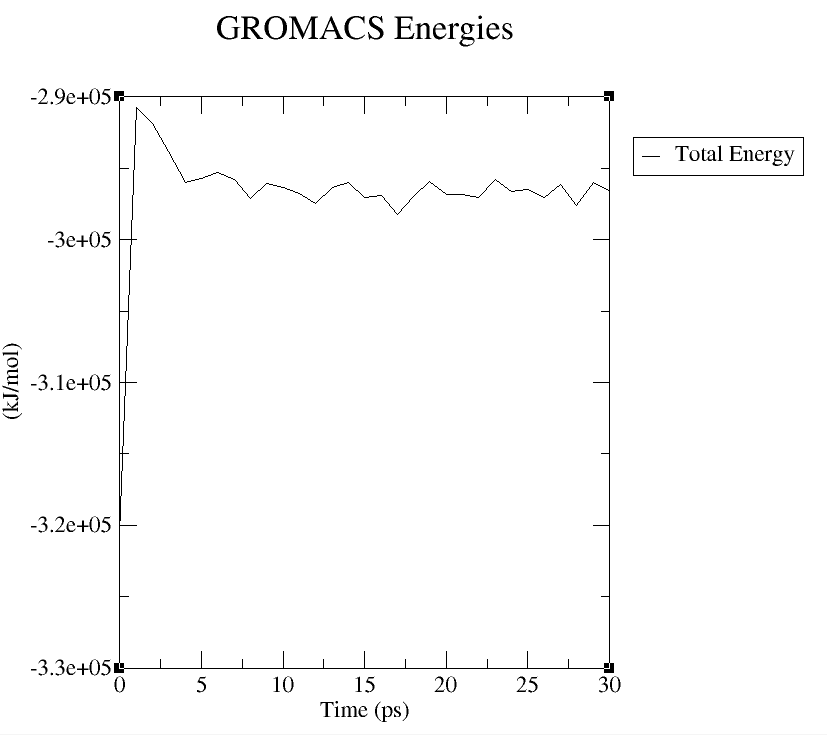 GROMACS Energies
-2.9e+05
-3e+05
-3.1e+05
-3.2e+05
-3.3e+05
(kJ/mol)
0 5 10 15 20 25 30
Time (ps)
Total Energy